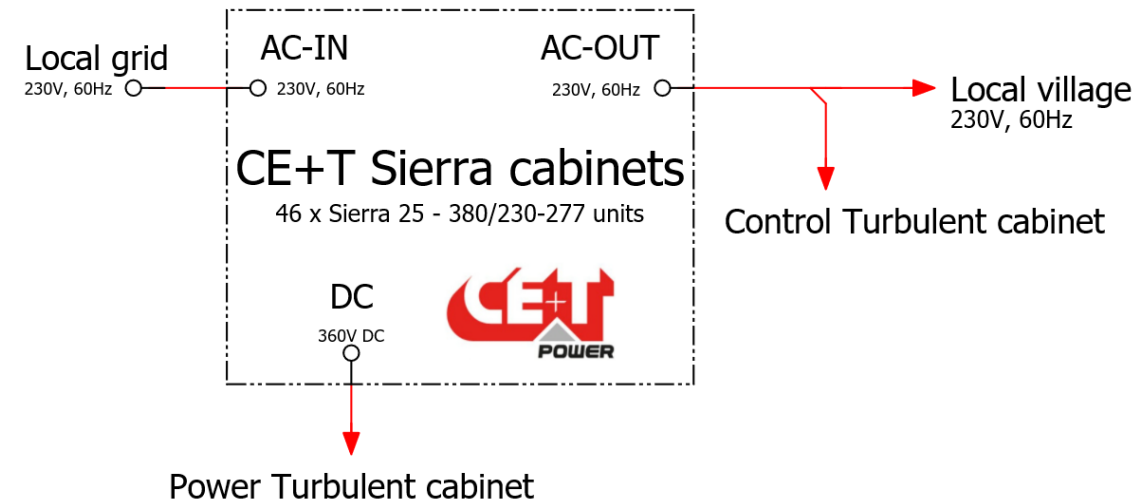 Local grid
230V, 60Hz
AC-IN
230V, 60Hz
AC-OUT
230V, 60Hz
Local village
230V, 60Hz
CE+T Sierra cabinets
46 x Sierra 25 - 380/230-277 units
Control Turbulent cabinet
DC
360V DC
CE+T
POWER
Power Turbulent cabinet